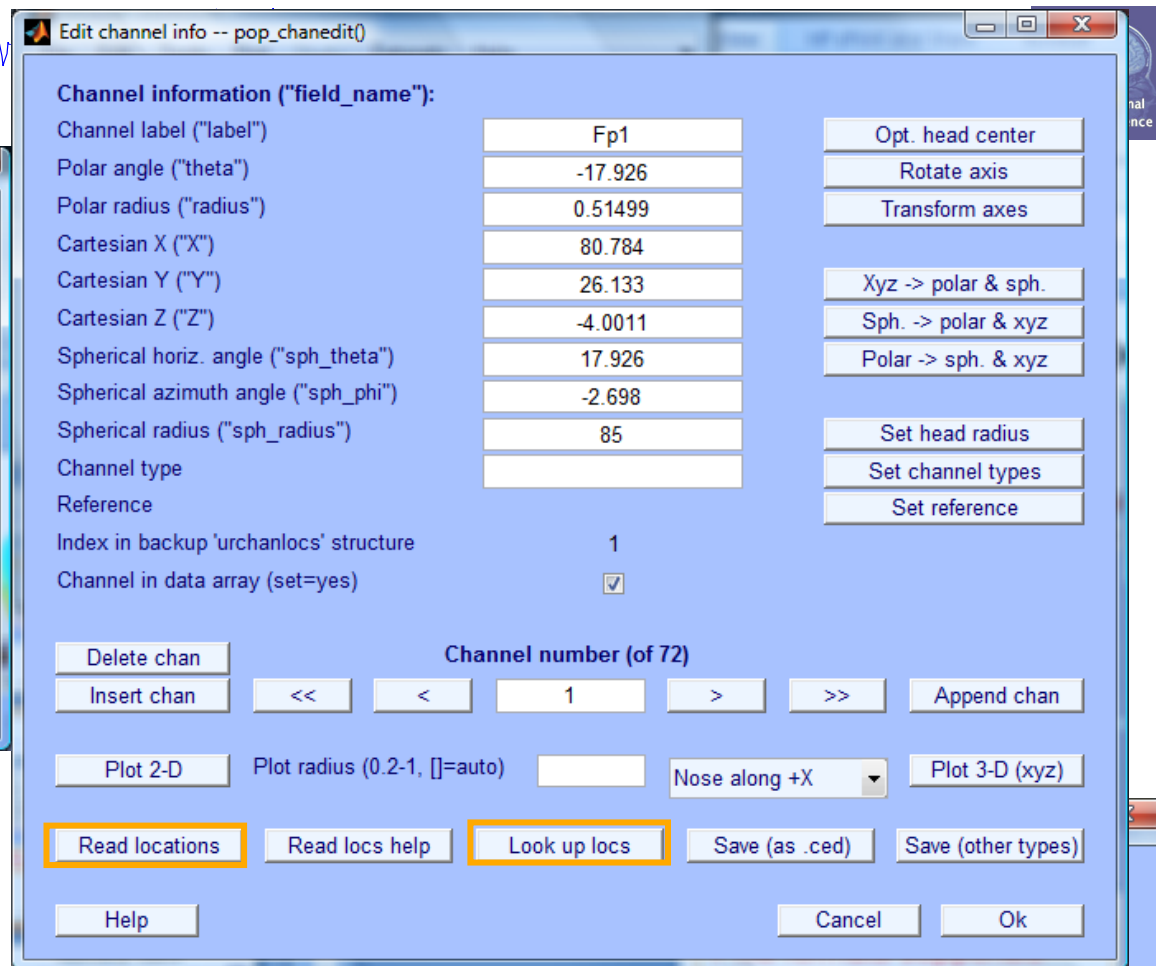 Edit channel info -- pop_chanedit()
Channel information ("field_name"):
Channel label ("label") Fp1 Opt. head center
Polar angle ("theta") -17.926 Rotate axis
Polar radius ("radius") 0.51499 Transform axes
Cartesian X ("X") 80.784
Cartesian Y ("Y") 26.133 Xyz -> polar & sph.
Cartesian Z ("Z") -4.0011 Sph. -> polar & xyz
Spherical horiz. angle ("sph_theta") 17.926 Polar -> sph. & xyz
Spherical azimuth angle ("sph_phi") -2.698
Spherical radius ("sph_radius") 85 Set head radius
Channel type Set channel types
Reference Set reference
Index in backup 'urchanlocs' structure 1
Channel in data array (set=yes)
Delete chan Channel number (of 72)
Insert chan << < 1 > >> Append chan
Plot 2-D Plot radius (0.2-1, []=auto) Nose along +X Plot 3-D (xyz)
Read locations Read locs help Look up locs Save (as .ced) Save (other types)
Help Cancel Ok